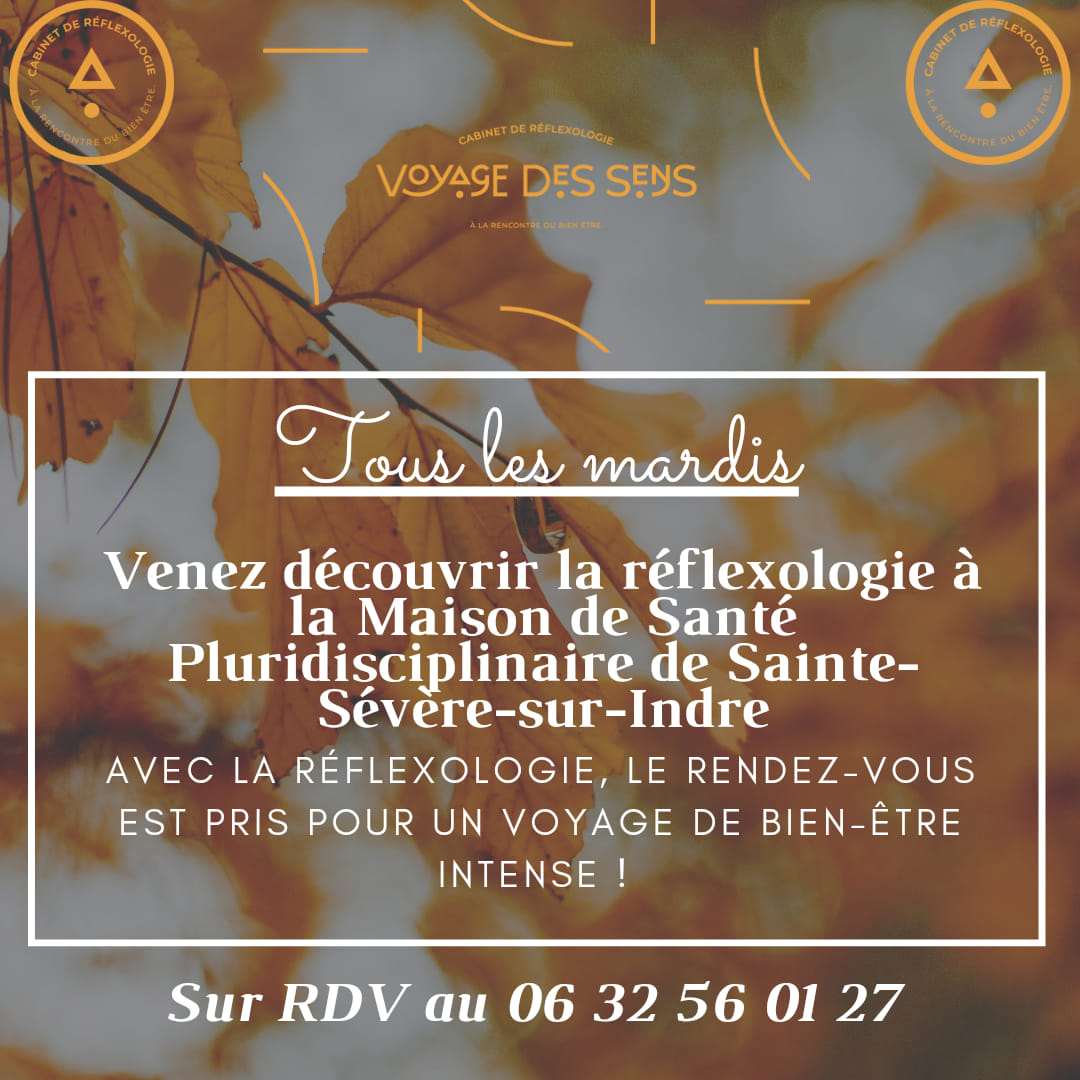 CABINET DE RÉFLEXOLOGIE
À LA RENCONTRE DU BIEN ÊTRE.
CABINET DE RÉFLEXOLOGIE
À LA RENCONTRE DU BIEN ÊTRE.
CABINET DE RÉFLEXOLOGIE
VOYAGE DES SENS
À LA RENCONTRE DU BIEN ÊTRE.
Tous les mardis
Venez découvrir la réflexologie à
la Maison de Santé
Pluridisciplinaire de Sainte-
Sévère-sur-Indre
AVEC LA RÉFLEXOLOGIE, LE RENDEZ-VOUS
EST PRIS POUR UN VOYAGE DE BIEN-ÊTRE
INTENSE !
Sur RDV au 06 32 56 01 27